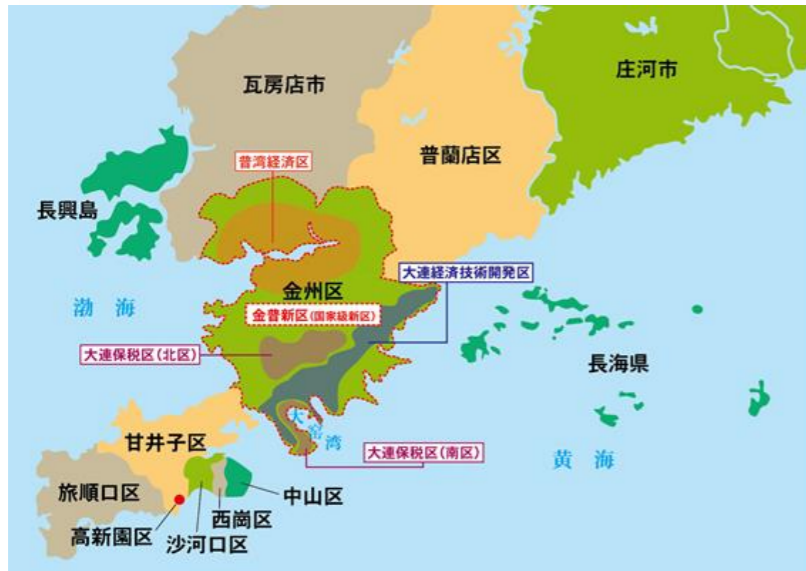 庄河市
瓦房店市
普蘭店区
普湾経済区
長興島
大連経済技術開発区
金州区
渤 海
金普新区(国家級新区)
大連保税区(北区)
長海県
大窑湾
甘井子区
大連保税区(南区)
黄 海
旅順口区
中山区
西崗区
高新園区
沙河口区